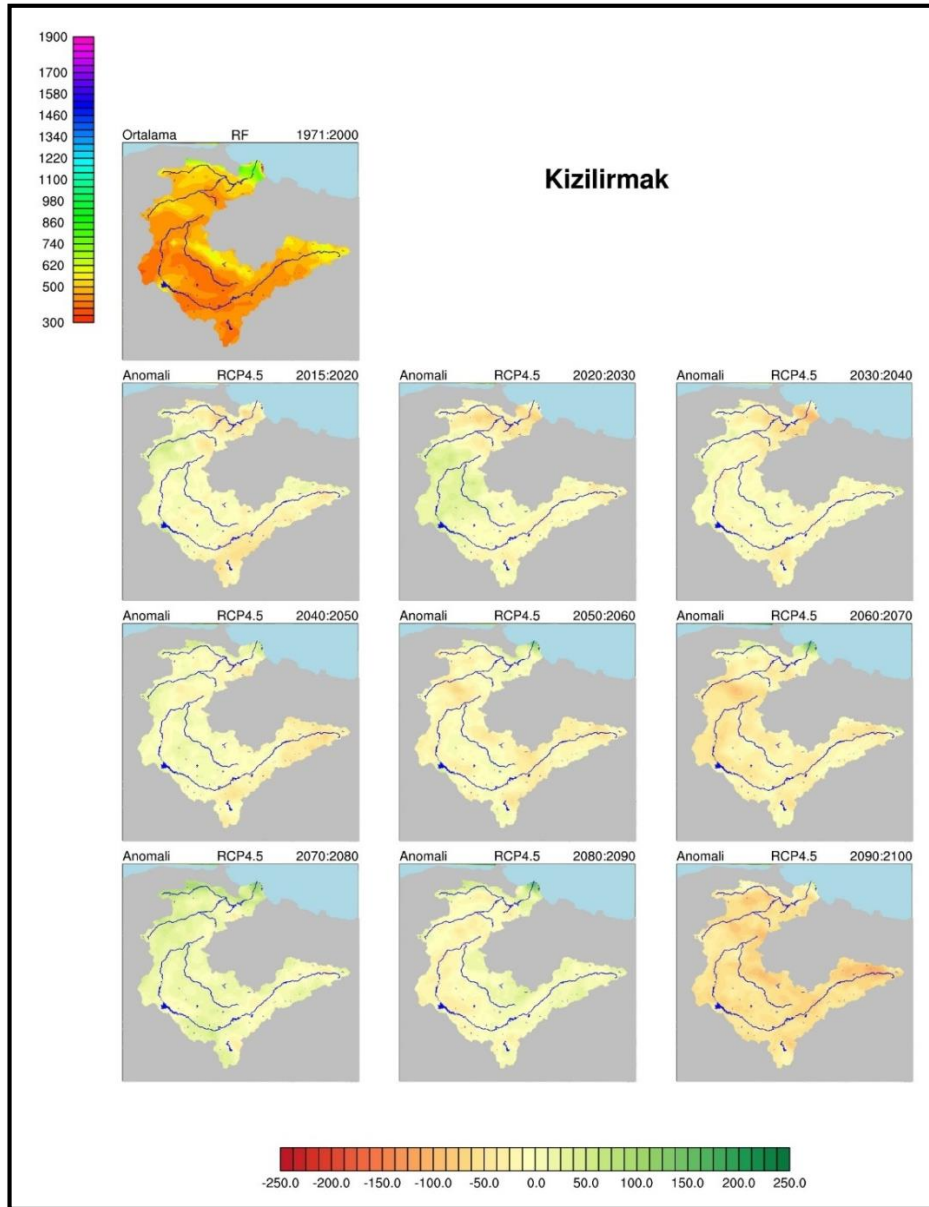 1900
1700
1580
1460
1340
1220
1100
980
860
740
620
500
300
Ortalama RF 1971:2000
Kizilirmak
Anomali RCP4.5 2015:2020
Anomali RCP4.5 2020:2030
Anomali RCP4.5 2030:2040
Anomali RCP4.5 2040:2050
Anomali RCP4.5 2050:2060
Anomali RCP4.5 2060:2070
Anomali RCP4.5 2070:2080
Anomali RCP4.5 2080:2090
Anomali RCP4.5 2090:2100
-250.0 -200.0 -150.0 -100.0 -50.0 0.0 50.0 100.0 150.0 200.0 250.0